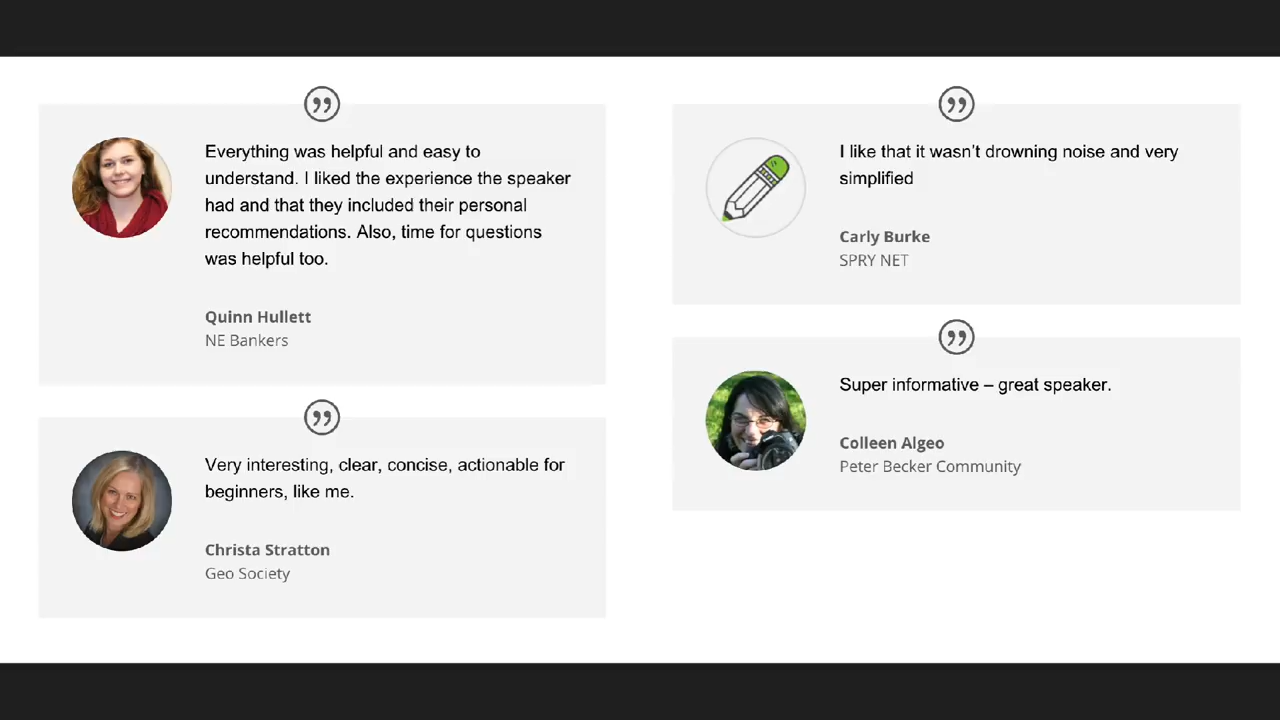 Everything was helpful and easy to
understand. I liked the experience the speaker
had and that they included their personal
recommendations. Also, time for questions
was helpful too.
Quinn Hullett
NE Bankers
Very interesting, clear, concise, actionable for
beginners, like me.
Christa Stratton
Geo Society
I like that it wasn’t drowning noise and very
simplified
Carly Burke
SPRY NET
Super informative – great speaker.
Colleen Algeo
Peter Becker Community